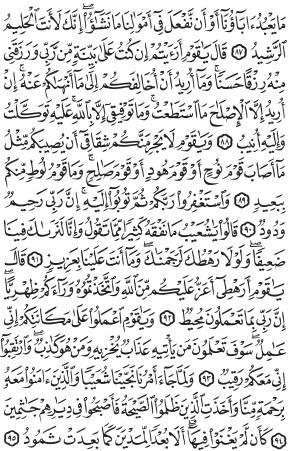 مَا يَعۡبُدُ ءَابَآؤُنَآ أَوۡ أَن نَّفۡعَلَ فِيٓ أَمۡوَٰلِنَا مَا نَشَٰٓؤُاْۖ إِنَّكَ لَأَنتَ ٱلۡحَلِيمُ
ٱلرَّشِيدُ ٨٧ قَالَ يَٰقَوۡمِ أَرَءَيۡتُمۡ إِن كُنتُ عَلَىٰ بَيِّنَةٖ مِّن رَّبِّي وَرَزَقَنِي
مِنۡهُ رِزۡقًا حَسَنٗاۚ وَمَآ أُرِيدُ أَنۡ أُخَالِفَكُمۡ إِلَىٰ مَآ أَنۡهَىٰكُمۡ عَنۡهُۚ إِنۡ
أُرِيدُ إِلَّا ٱلۡإِصۡلَٰحَ مَا ٱسۡتَطَعۡتُۚ وَمَا تَوۡفِيقِيٓ إِلَّا بِٱللَّهِۚ عَلَيۡهِ تَوَكَّلۡتُ
وَإِلَيۡهِ أُنِيبُ ٨٨ وَيَٰقَوۡمِ لَا يَجۡرِمَنَّكُمۡ شِقَاقِيٓ أَن يُصِيبَكُم مِّثۡلُ
مَآ أَصَابَ قَوۡمَ نُوحٍ أَوۡ قَوۡمَ هُودٍ أَوۡ قَوۡمَ صَٰلِحٖۚ وَمَا قَوۡمُ لُوطٖ مِّنكُم
بِبَعِيدٖ ٨٩ وَٱسۡتَغۡفِرُواْ رَبَّكُمۡ ثُمَّ تُوبُوٓاْ إِلَيۡهِۚ إِنَّ رَبِّي رَحِيمٞ
وَدُودٞ ٩٠ قَالُواْ يَٰشُعَيۡبُ مَا نَفۡقَهُ كَثِيرٗا مِّمَّا تَقُولُ وَإِنَّا لَنَرَىٰكَ فِينَا
ضَعِيفٗاۖ وَلَوۡلَا رَهۡطُكَ لَرَجَمۡنَٰكَۖ وَمَآ أَنتَ عَلَيۡنَا بِعَزِيزٖ ٩١ قَالَ
يَٰقَوۡمِ أَرَهۡطِيٓ أَعَزُّ عَلَيۡكُم مِّنَ ٱللَّهِ وَٱتَّخَذۡتُمُوهُ وَرَآءَكُمۡ ظِهۡرِيًّاۖ
إِنَّ رَبِّي بِمَا تَعۡمَلُونَ مُحِيطٞ ٩٢ وَيَٰقَوۡمِ ٱعۡمَلُواْ عَلَىٰ مَكَانَتِكُمۡ إِنِّي
عَٰمِلٞۖ سَوۡفَ تَعۡلَمُونَ مَن يَأۡتِيهِ عَذَابٞ يُخۡزِيهِ وَمَنۡ هُوَ كَٰذِبٞۖ وَٱرۡتَقِبُوٓاْ
إِنِّي مَعَكُمۡ رَقِيبٞ ٩٣ وَلَمَّا جَآءَ أَمۡرُنَا نَجَّيۡنَا شُعَيۡبٗا وَٱلَّذِينَ ءَامَنُواْ مَعَهُۥ
بِرَحۡمَةٖ مِّنَّا وَأَخَذَتِ ٱلَّذِينَ ظَلَمُواْ ٱلصَّيۡحَةُ فَأَصۡبَحُواْ فِي دِيَٰرِهِمۡ جَٰثِمِينَ
٩٤ كَأَن لَّمۡ يَغۡنَوۡاْ فِيهَآۗ أَلَا بُعۡدٗا لِّمَدۡيَنَ كَمَا بَعِدَتۡ ثَمُودُ ٩٥